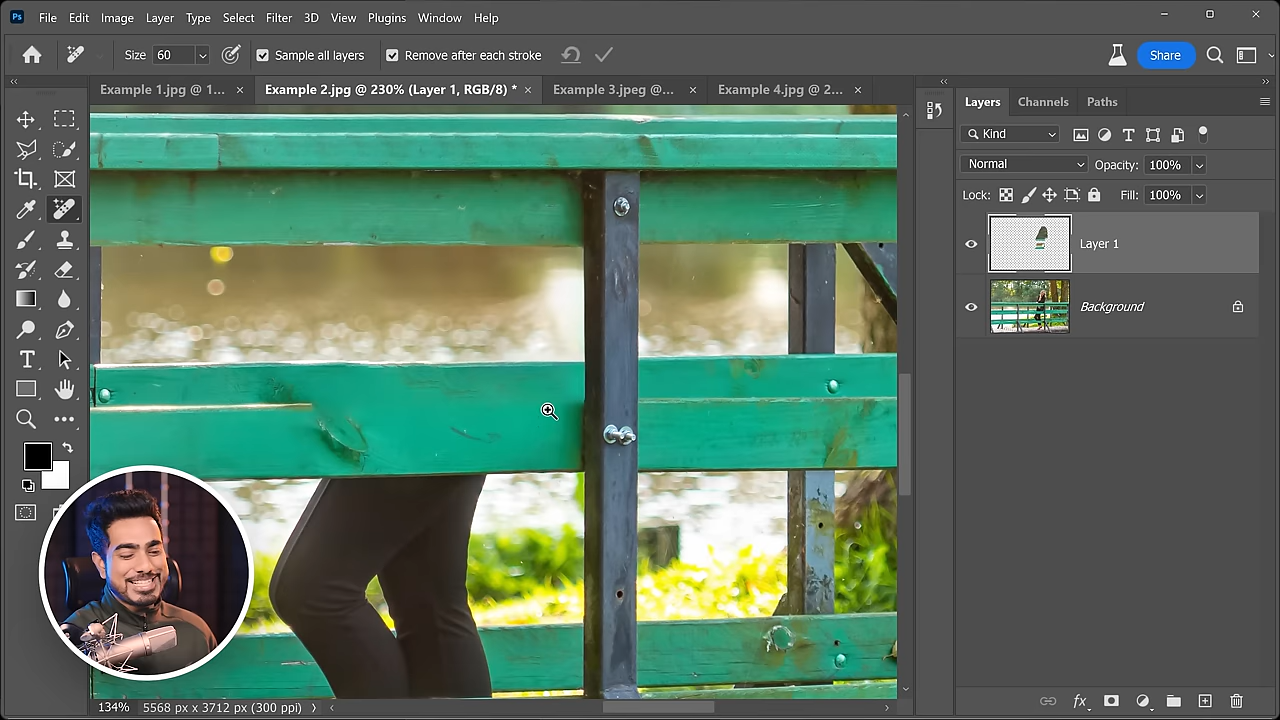 Ps File Edit Image Layer Type Select Filter 3D View Plugins Window Help
Size 60 Sample all layers Remove after each stroke Share
Example 1.jpg @ 1... × Example 2.jpg @ 230% (Layer 1, RGB/8) * × Example 3.jpeg @... × Example 4.jpg @ 2... ×
Layers Channels Paths
Kind
Normal Opacity: 100%
Lock: Fill: 100%
Layer 1
Background
T
fx
134% 5568 px x 3712 px (300 ppi)